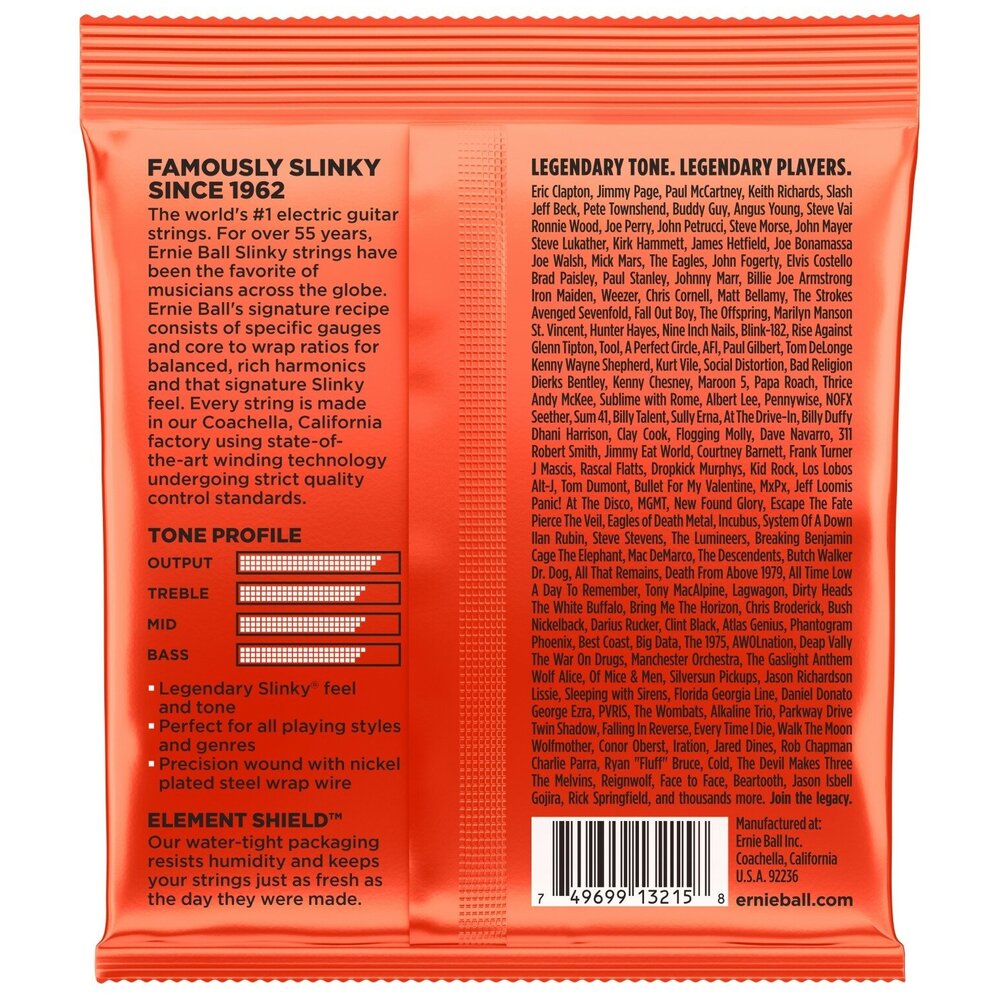 FAMOUSLY SLINKY
SINCE 1962
The world's #1 electric guitar
strings. For over 55 years,
Ernie Ball Slinky strings have
been the favorite of
musicians across the globe.
Ernie Ball's signature recipe
consists of specific gauges
and core to wrap ratios for
balanced, rich harmonics
and that signature Slinky
feel. Every string is made
in our Coachella, California
factory using state-of-
the-art winding technology
undergoing strict quality
control standards.
TONE PROFILE
OUTPUT
TREBLE
MID
BASS
▪ Legendary Slinky® feel
and tone
▪ Perfect for all playing styles
and genres
▪ Precision wound with nickel
plated steel wrap wire
ELEMENT SHIELD™
Our water-tight packaging
resists humidity and keeps
your strings just as fresh as
the day they were made.
LEGENDARY TONE. LEGENDARY PLAYERS.
Eric Clapton, Jimmy Page, Paul McCartney, Keith Richards, Slash
Jeff Beck, Pete Townshend, Buddy Guy, Angus Young, Steve Vai
Ronnie Wood, Joe Perry, John Petrucci, Steve Morse, John Mayer
Steve Lukather, Kirk Hammett, James Hetfield, Joe Bonamassa
Joe Walsh, Mick Mars, The Eagles, John Fogerty, Elvis Costello
Brad Paisley, Paul Stanley, Johnny Marr, Billie Joe Armstrong
Iron Maiden, Weezer, Chris Cornell, Matt Bellamy, The Strokes
Avenged Sevenfold, Fall Out Boy, The Offspring, Marilyn Manson
St. Vincent, Hunter Hayes, Nine Inch Nails, Blink-182, Rise Against
Glenn Tipton, Tool, A Perfect Circle, AFI, Paul Gilbert, Tom DeLonge
Kenny Wayne Shepherd, Kurt Vile, Social Distortion, Bad Religion
Dierks Bentley, Kenny Chesney, Maroon 5, Papa Roach, Thrice
Andy McKee, Sublime with Rome, Albert Lee, Pennywise, NOFX
Seether, Sum 41, Billy Talent, Sully Erna, At The Drive-In, Billy Duffy
Dhani Harrison, Clay Cook, Flogging Molly, Dave Navarro, 311
Robert Smith, Jimmy Eat World, Courtney Barnett, Frank Turner
J Mascis, Rascal Flatts, Dropkick Murphys, Kid Rock, Los Lobos
Alt-J, Tom Dumont, Bullet For My Valentine, MxPx, Jeff Loomis
Panic! At The Disco, MGMT, New Found Glory, Escape The Fate
Pierce The Veil, Eagles of Death Metal, Incubus, System Of A Down
Ilan Rubin, Steve Stevens, The Lumineers, Breaking Benjamin
Cage The Elephant, Mac DeMarco, The Descendents, Butch Walker
Dr. Dog, All That Remains, Death From Above 1979, All Time Low
A Day To Remember, Tony MacAlpine, Lagwagon, Dirty Heads
The White Buffalo, Bring Me The Horizon, Chris Broderick, Bush
Nickelback, Darius Rucker, Clint Black, Atlas Genius, Phantogram
Phoenix, Best Coast, Big Data, The 1975, AWOLnation, Deap Vally
The War On Drugs, Manchester Orchestra, The Gaslight Anthem
Wolf Alice, Of Mice & Men, Silversun Pickups, Jason Richardson
Lissie, Sleeping with Sirens, Florida Georgia Line, Daniel Donato
George Ezra, PVRIS, The Wombats, Alkaline Trio, Parkway Drive
Twin Shadow, Falling In Reverse, Every Time I Die, Walk The Moon
Wolfmother, Conor Oberst, Iration, Jared Dines, Rob Chapman
Charlie Parra, Ryan "Fluff" Bruce, Cold, The Devil Makes Three
The Melvins, Reignwolf, Face to Face, Beartooth, Jason Isbell
Gojira, Rick Springfield, and thousands more. Join the legacy.
7 49699 13215 8
Manufactured at:
Ernie Ball Inc.
Coachella, California
U.S.A. 92236
ernieball.com